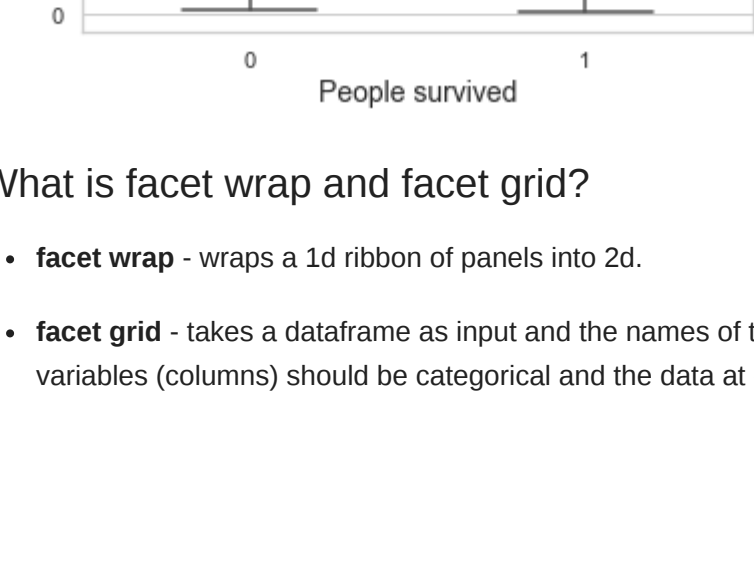 0
0 1
People survived
What is facet wrap and facet grid?
facet wrap - wraps a 1d ribbon of panels into 2d.
facet grid - takes a dataframe as input and the names of
variables (columns) should be categorical and the data at